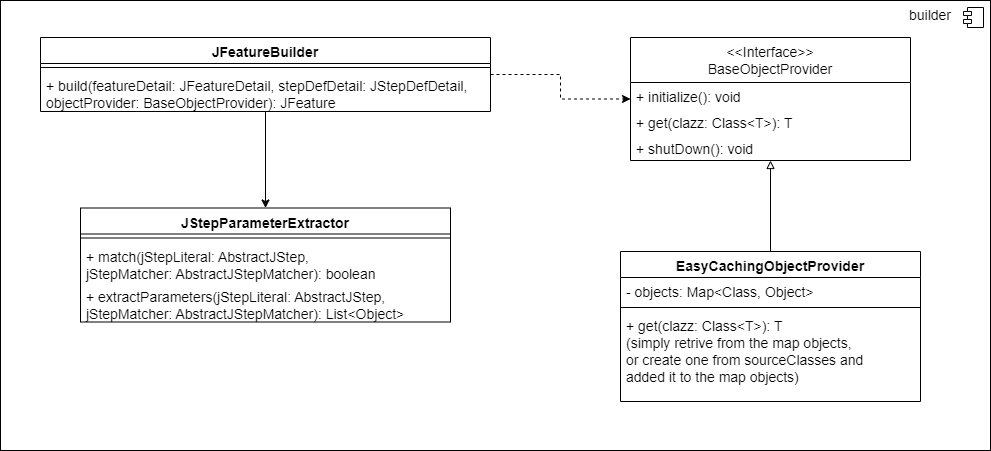 builder
JFeatureBuilder
+ build(featureDetail: JFeatureDetail, stepDefDetail: JStepDefDetail,
objectProvider: BaseObjectProvider): JFeature
<<Interface>>
BaseObjectProvider
+ initialize(): void
+ get(clazz: Class<T>): T
+ shutDown(): void
JStepParameterExtractor
+ match(jStepLiteral: AbstractJStep,
jStepMatcher: AbstractJStepMatcher): boolean
+ extractParameters(jStepLiteral: AbstractJStep,
jStepMatcher: AbstractJStepMatcher): List<Object>
EasyCachingObjectProvider
- objects: Map<Class, Object>
+ get(clazz: Class<T>): T
(simply retrive from the map objects,
or create one from sourceClasses and
added it to the map objects)